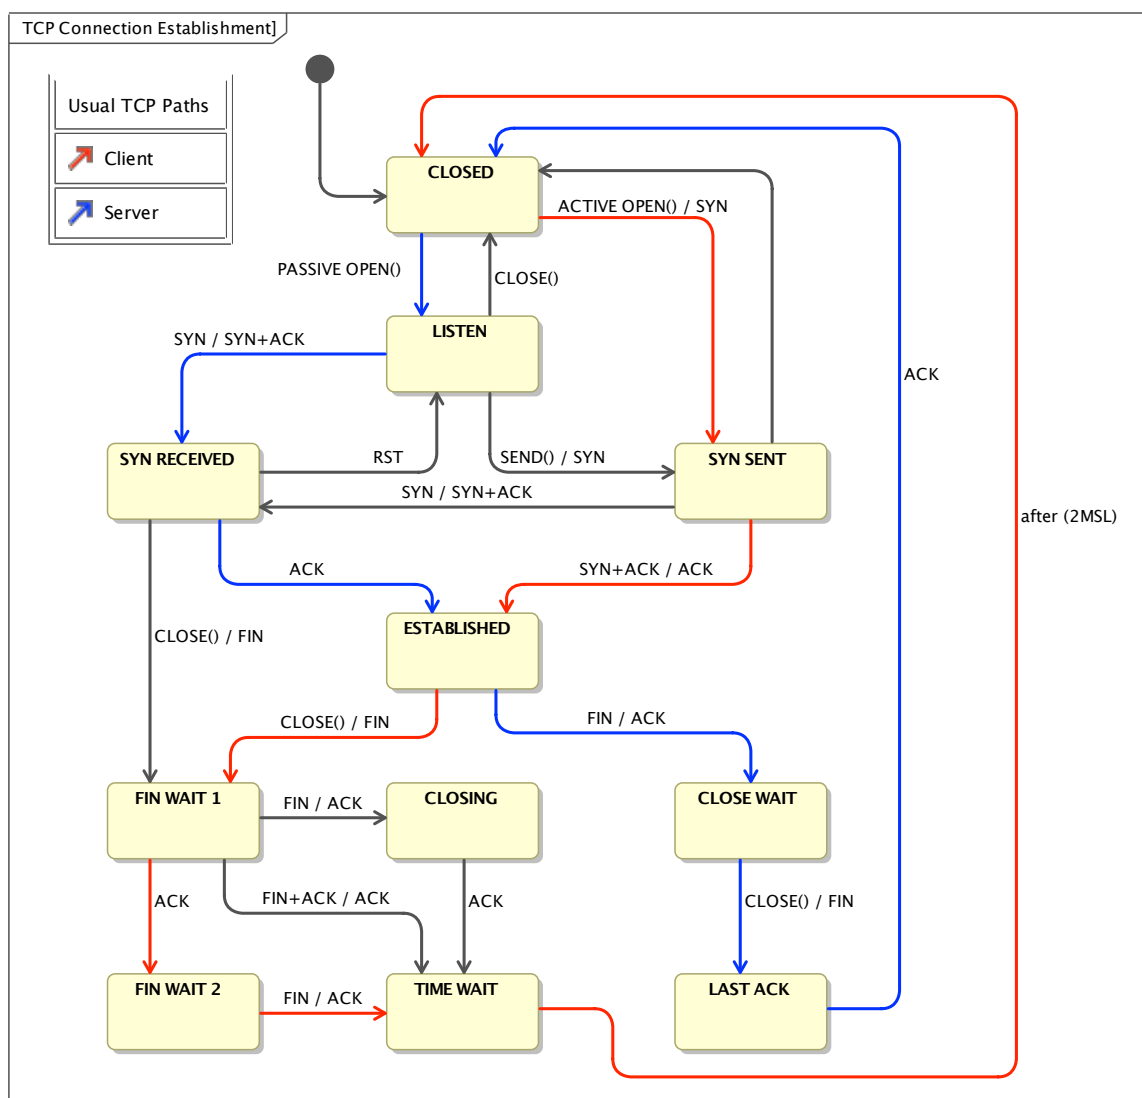 TCP Connection Establishment]
Usual TCP Paths
Client
Server
CLOSED
ACTIVE OPEN() / SYN
PASSIVE OPEN()
CLOSE()
LISTEN
SYN / SYN+ACK
ACK
RST
SEND() / SYN
SYN RECEIVED
SYN SENT
SYN / SYN+ACK
after (2MSL)
ACK
SYN+ACK / ACK
ESTABLISHED
CLOSE() / FIN
CLOSE() / FIN
FIN / ACK
FIN WAIT 1
FIN / ACK
CLOSING
CLOSE WAIT
ACK
FIN+ACK / ACK
ACK
CLOSE() / FIN
FIN WAIT 2
FIN / ACK
TIME WAIT
LAST ACK